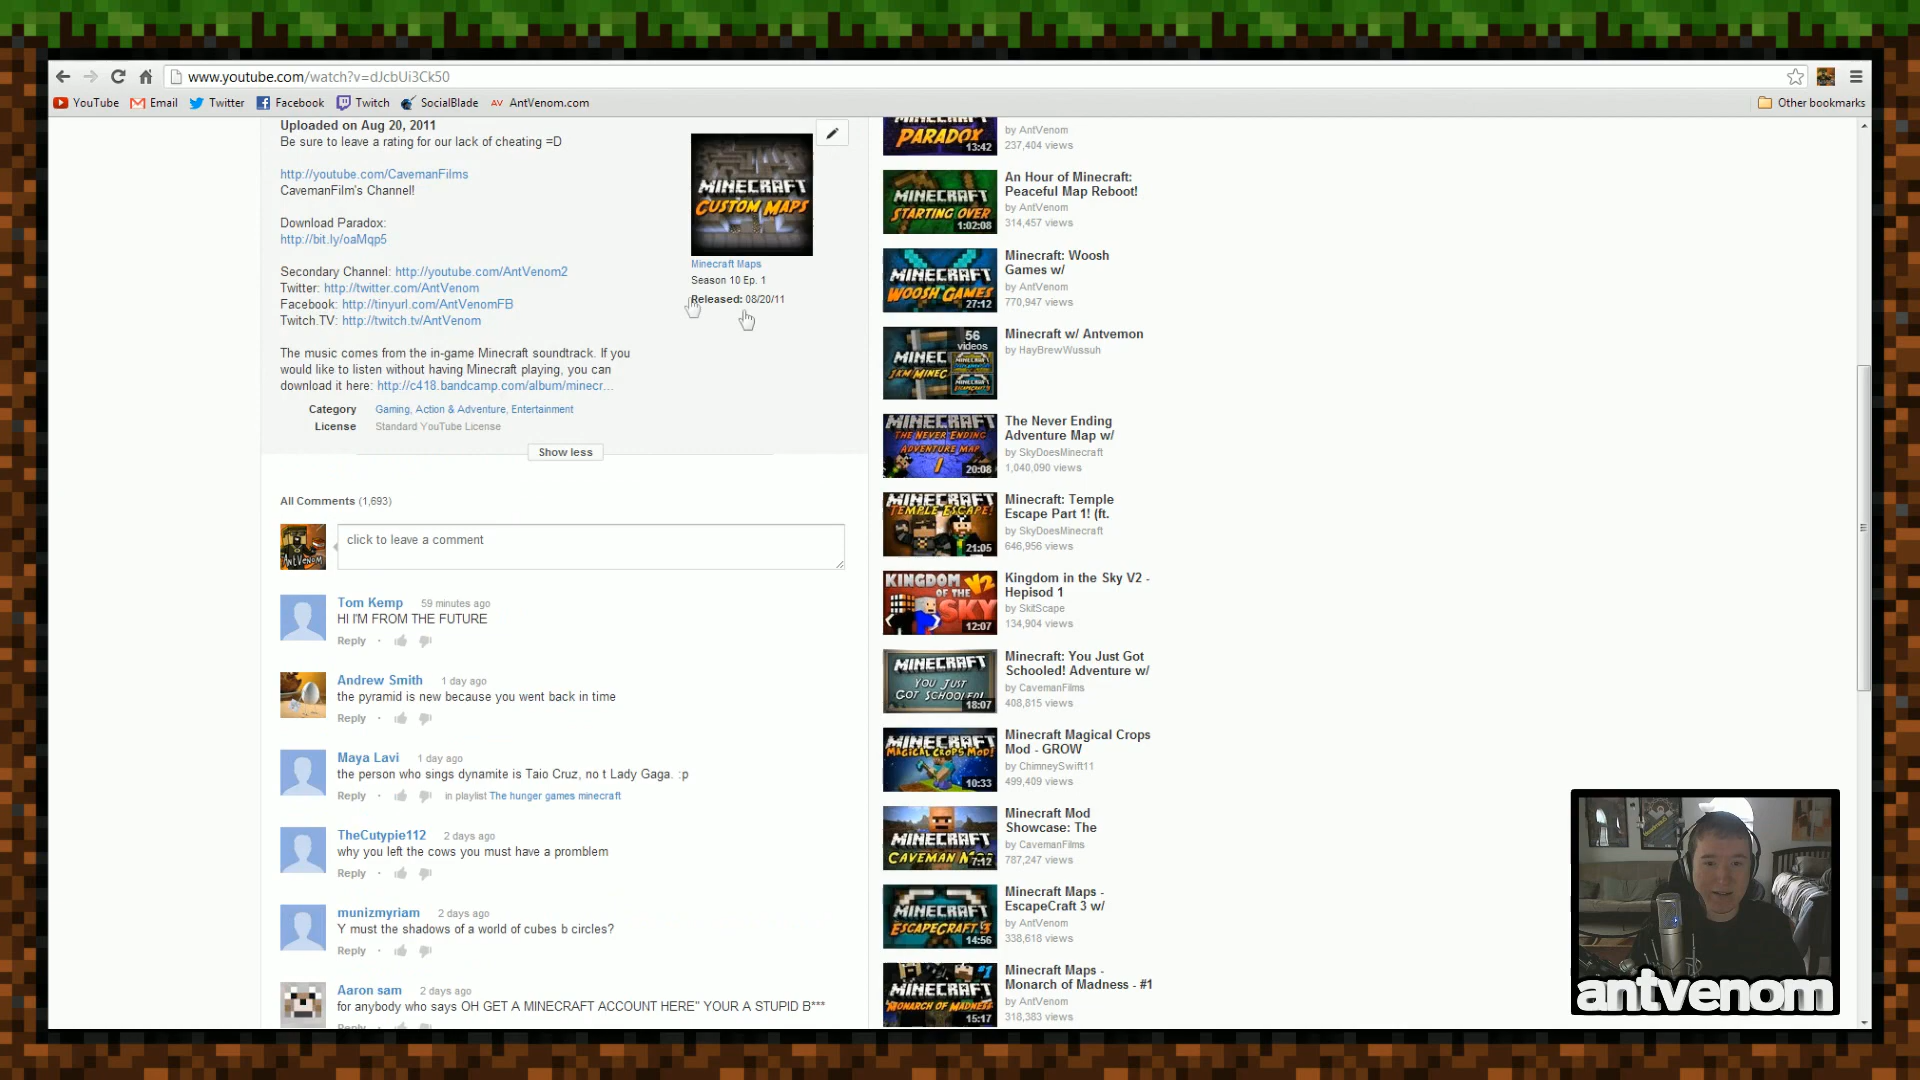 www.youtube.com/watch?v=dJcbUi3Ck50
YouTube
Email
Twitter
Facebook
Twitch
SocialBlade
AV AntVenom.com
Other bookmarks
Uploaded on Aug 20, 2011
Be sure to leave a rating for our lack of cheating =D
http://youtube.com/CavemanFilms
CavemanFilm's Channel!
Download Paradox:
http://bit.ly/oaMqp5
Secondary Channel: http://youtube.com/AntVenom2
Twitter: http://twitter.com/AntVenom
Facebook: http://tinyurl.com/AntVenomFB
Twitch.TV: http://twitch.tv/AntVenom
The music comes from the in-game Minecraft soundtrack. If you
would like to listen without having Minecraft playing, you can
download it here: http://c418.bandcamp.com/album/minecr...
Category Gaming, Action & Adventure, Entertainment
License Standard YouTube License
Show less
MINECRAFT
CUSTOM MAPS
Minecraft Maps
Season 10 Ep. 1
Released: 08/20/11
All Comments (1,693)
ANTVENOM
click to leave a comment
Tom Kemp 59 minutes ago
HI I'M FROM THE FUTURE
Reply
Andrew Smith 1 day ago
the pyramid is new because you went back in time
Reply
Maya Lavi 1 day ago
the person who sings dynamite is Taio Cruz, no t Lady Gaga. :p
Reply in playlist The hunger games minecraft
TheCutypie112 2 days ago
why you left the cows you must have a promblem
Reply
munizmyriam 2 days ago
Y must the shadows of a world of cubes b circles?
Reply
Aaron sam 2 days ago
for anybody who says OH GET A MINECRAFT ACCOUNT HERE" YOUR A STUPID B***
Reply
PARADOX
13:42
by AntVenom
237,404 views
MINECRAFT
STARTING OVER
1:02:08
An Hour of Minecraft:
Peaceful Map Reboot!
by AntVenom
314,457 views
MINECRAFT
WOOSH GAMES
27:12
Minecraft: Woosh
Games w/
by AntVenom
770,947 views
56
videos
Minecraft w/ Antvemon
by HayBrewWussuh
MINECRAFT
THE NEVER ENDING
ADVENTURE MAP
1
20:08
The Never Ending
Adventure Map w/
by SkyDoesMinecraft
1,040,090 views
MINECRAFT
TEMPLE ESCAPE!
21:05
Minecraft: Temple
Escape Part 1! (ft.
by SkyDoesMinecraft
646,956 views
KINGDOM V2
OF THE
SKY
12:07
Kingdom in the Sky V2 -
Hepisod 1
by SkitScape
134,904 views
MINECRAFT
YOU JUST
GOT SCHOOLED!
18:07
Minecraft: You Just Got
Schooled! Adventure w/
by CavemanFilms
408,815 views
MINECRAFT
MAGICAL CROPS MOD!
10:33
Minecraft Magical Crops
Mod - GROW
by ChimneySwift11
499,409 views
MINECRAFT
CAVEMAN MOD
7:12
Minecraft Mod
Showcase: The
by CavemanFilms
787,247 views
MINECRAFT
ESCAPECRAFT 3
14:56
Minecraft Maps -
EscapeCraft 3 w/
by AntVenom
338,618 views
#1
MINECRAFT
MONARCH OF MADNESS
15:17
Minecraft Maps -
Monarch of Madness - #1
by AntVenom
318,383 views
antvenom